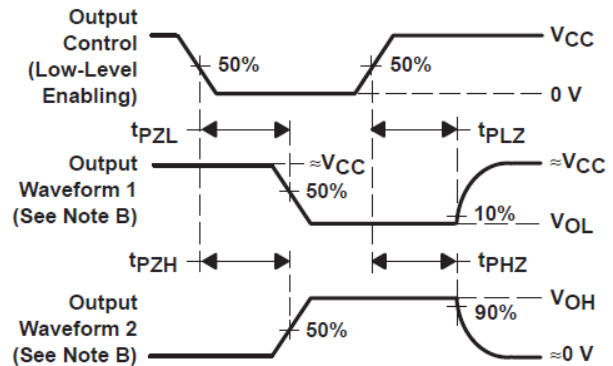 Output
Control
(Low-Level
Enabling)
50%
50%
VCC
0 V
tPZL
tPLZ
Output
Waveform 1
(See Note B)
≈VCC
50%
10%
≈VCC
VOL
tPZH
tPHZ
Output
Waveform 2
(See Note B)
50%
90%
VOH
≈0 V